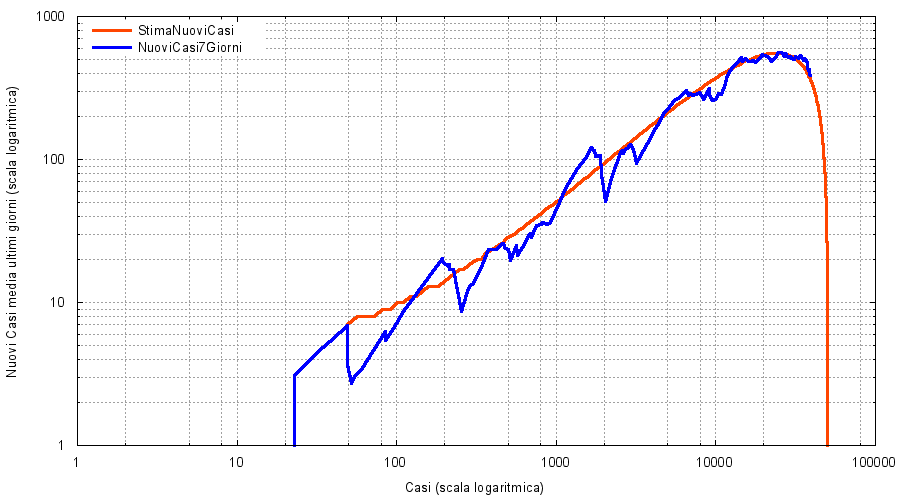 1000
StimaNuoviCasi
NuoviCasi7Giorni
100
10
1
1 10 100 1000 10000 100000
Nuovi Casi media ultimi giorni (scala logaritmica)
Casi (scala logaritmica)